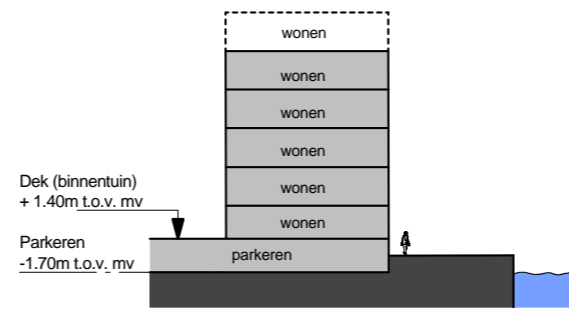 wonen
wonen
wonen
wonen
wonen
wonen
parkeren
Dek (binnentuin)
+ 1.40m t.o.v. mv
Parkeren
-1.70m t.o.v. mv